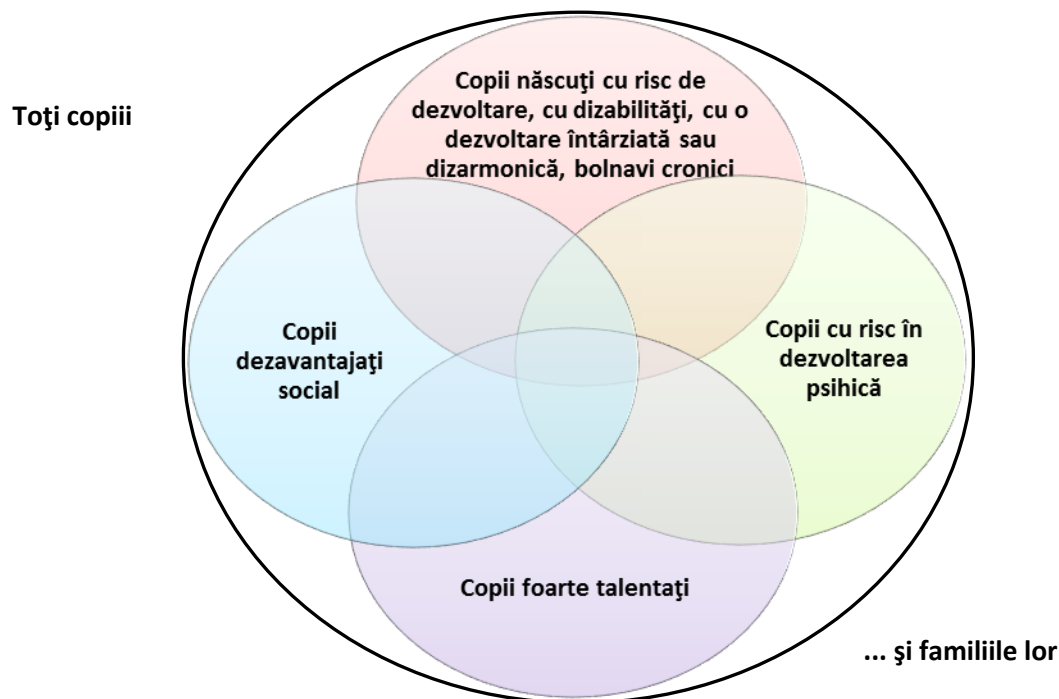 Copii născuţi cu risc de
dezvoltare, cu dizabilităţi, cu o
dezvoltare întârziată sau
dizarmonică, bolnavi cronici
Toţi copiii
Copii
dezavantajaţi
social
Copii cu risc în
dezvoltarea
psihică
Copii foarte talentaţi
... şi familiile lor